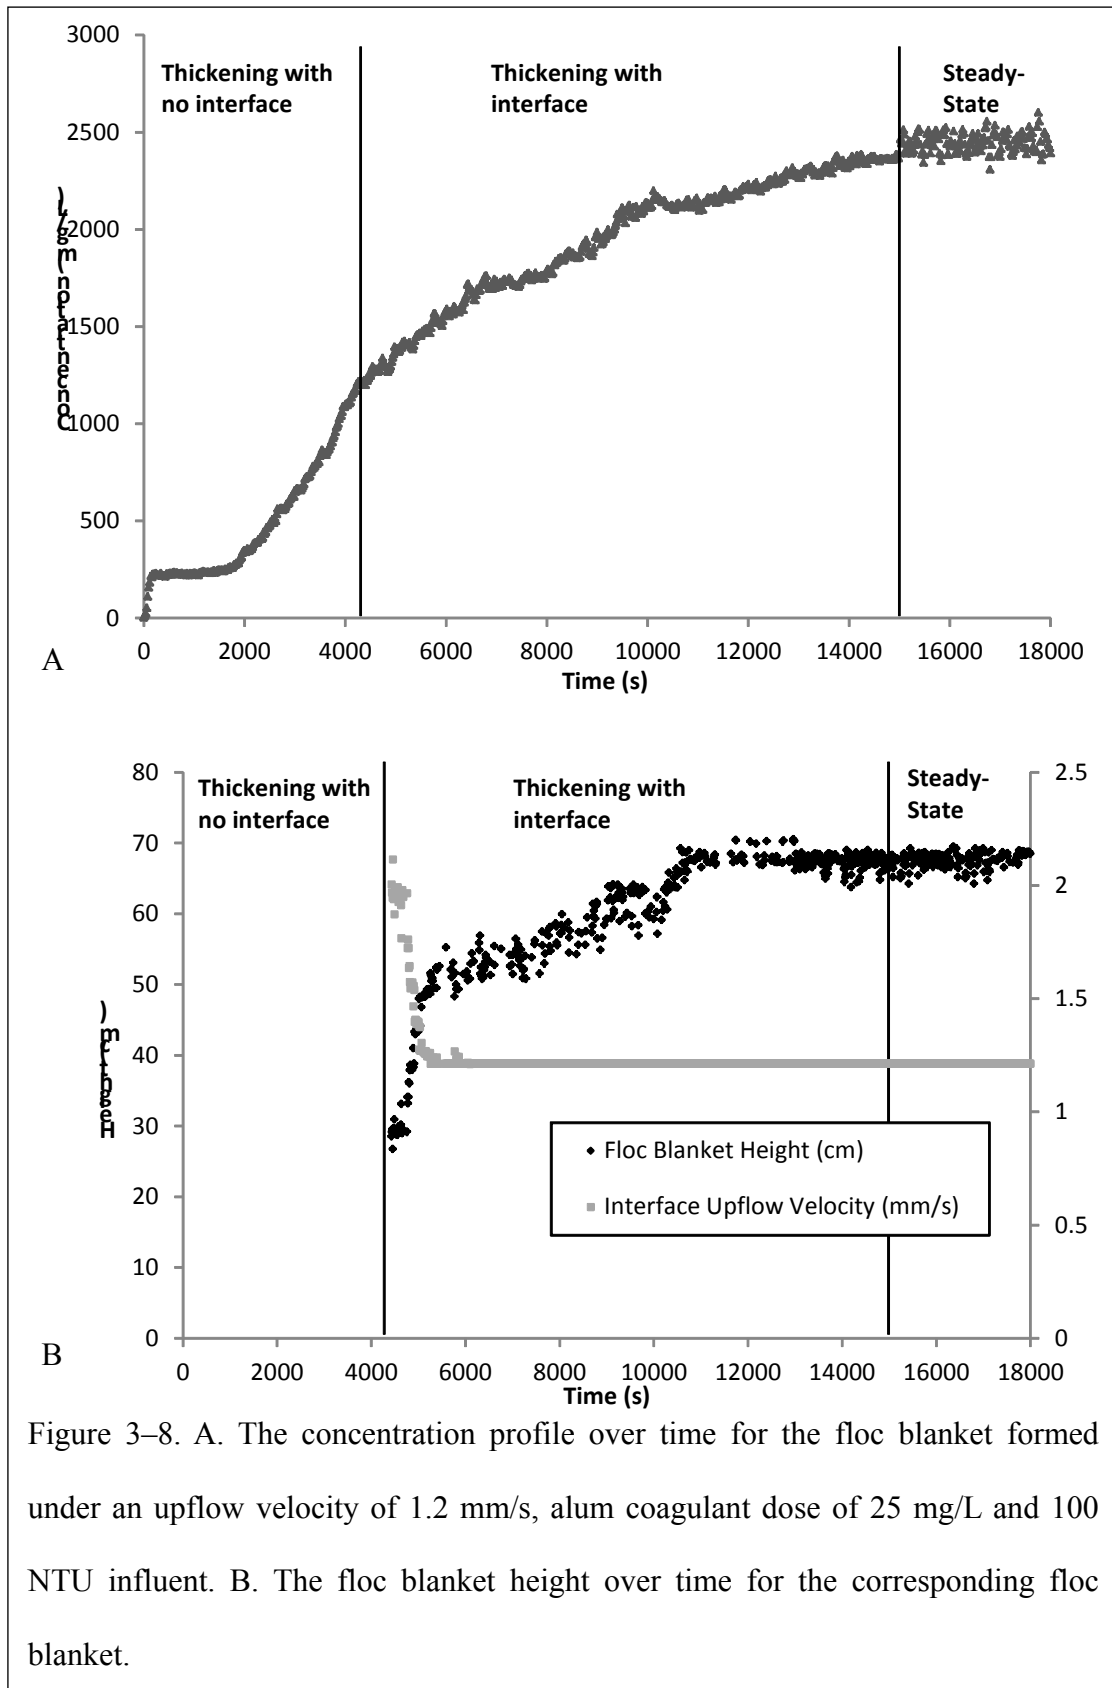 3000
2500
2000
1500
1000
500
0
Concentration (mg/L)
Thickening with
no interface
Thickening with
interface
Steady-
State
0 2000 4000 6000 8000 10000 12000 14000 16000 18000
Time (s)
A
80
70
60
50
40
30
20
10
0
Height (cm)
Thickening with
no interface
Thickening with
interface
Steady-
State
Floc Blanket Height (cm)
Interface Upflow Velocity (mm/s)
2.5
2
1.5
1
0.5
0
0 2000 4000 6000 8000 10000 12000 14000 16000 18000
Time (s)
B
Figure 3–8. A. The concentration profile over time for the floc blanket formed
under an upflow velocity of 1.2 mm/s, alum coagulant dose of 25 mg/L and 100
NTU influent. B. The floc blanket height over time for the corresponding floc
blanket.